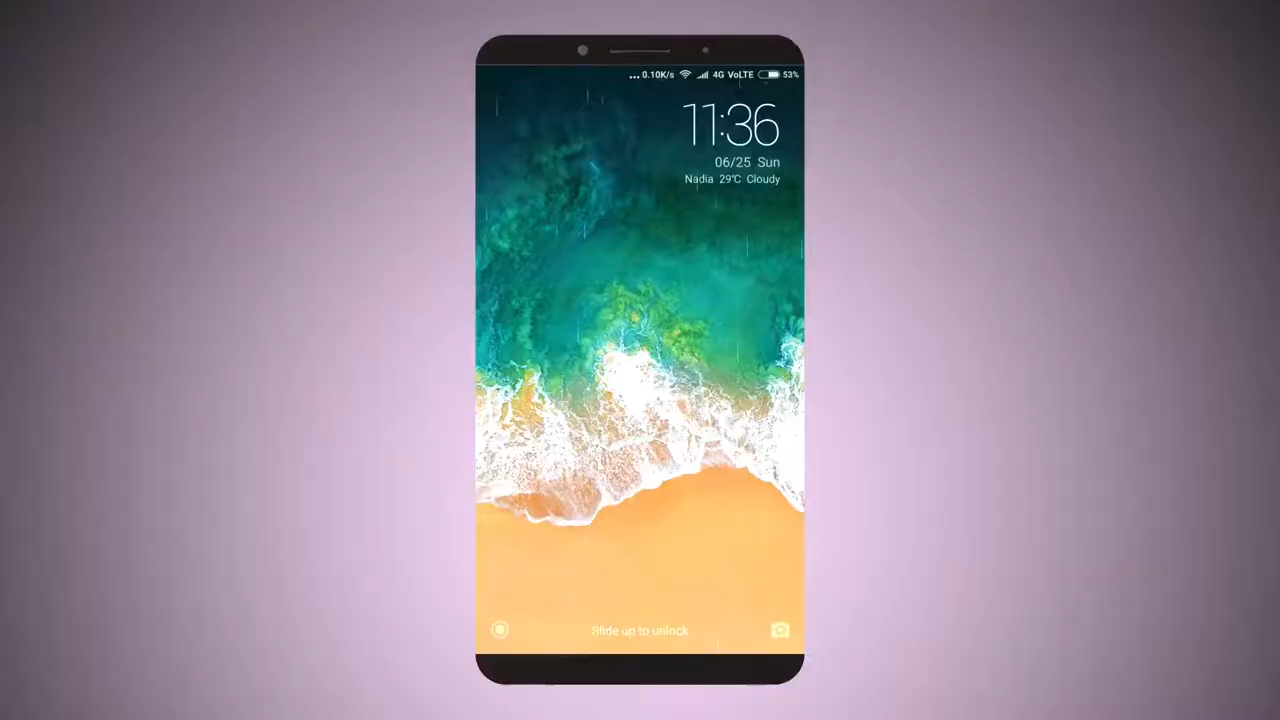 ... 0.10K/s 4G VoLTE 53%
11:36
06/25 Sun
Nadia 29℃ Cloudy
Slide up to unlock